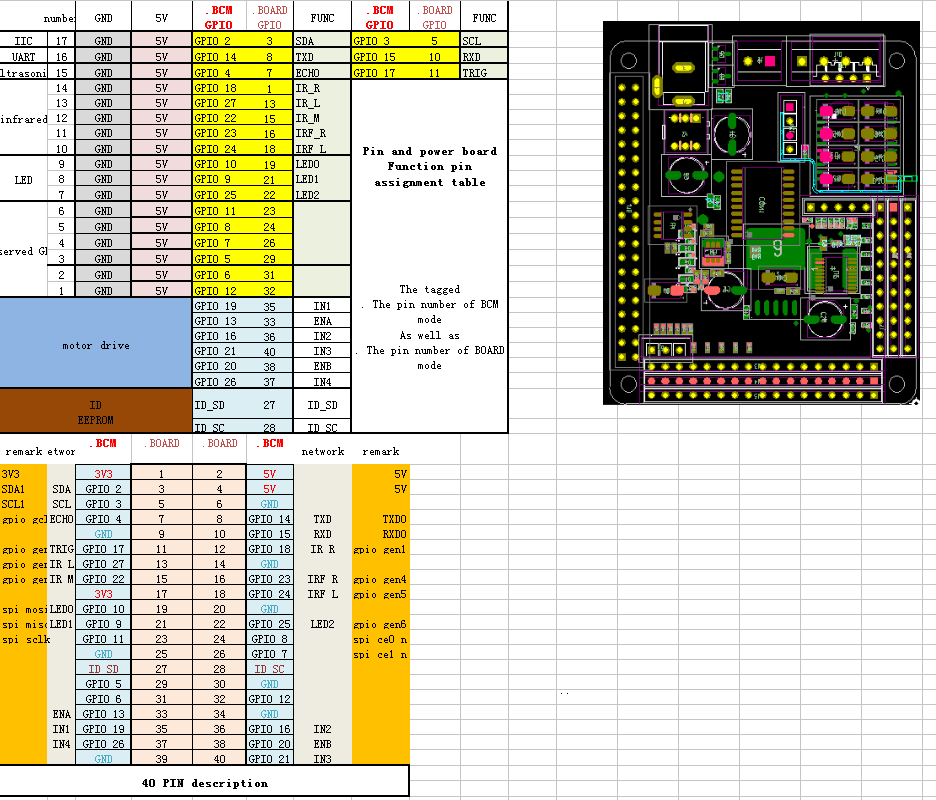 number GND 5V .BCM GPIO .BOARD GPIO FUNC .BCM GPIO .BOARD GPIO FUNC
IIC 17 GND 5V GPIO 2 3 SDA GPIO 3 5 SCL
UART 16 GND 5V GPIO 14 8 TXD GPIO 15 10 RXD
ltrasoni 15 GND 5V GPIO 4 7 ECHO GPIO 17 11 TRIG
14 GND 5V GPIO 18 1 IR_R
13 GND 5V GPIO 27 13 IR_L
infrared 12 GND 5V GPIO 22 15 IR_M
11 GND 5V GPIO 23 16 IRF_R
10 GND 5V GPIO 24 18 IRF_L
9 GND 5V GPIO 10 19 LED0
LED 8 GND 5V GPIO 9 21 LED1
7 GND 5V GPIO 25 22 LED2
6 GND 5V GPIO 11 23
5 GND 5V GPIO 8 24
served GI 4 GND 5V GPIO 7 26
3 GND 5V GPIO 5 29
2 GND 5V GPIO 6 31
1 GND 5V GPIO 12 32
motor drive
GPIO 19 35 IN1
GPIO 13 33 ENA
GPIO 16 36 IN2
GPIO 21 40 IN3
GPIO 20 38 ENB
GPIO 26 37 IN4
ID
EEPROM
ID_SD 27 ID_SD
ID_SC 28 ID_SC
Pin and power board
Function pin
assignment table
The tagged
. The pin number of BCM
mode
As well as
. The pin number of BOARD
mode
remark etwor .BCM .BOARD .BOARD .BCM network remark
3V3 3V3 1 2 5V 5V
SDA1 SDA GPIO 2 3 4 5V 5V
SCL1 SCL GPIO 3 5 6 GND
gpio gcl ECHO GPIO 4 7 8 GPIO 14 TXD TXD0
GND 9 10 GPIO 15 RXD RXD0
gpio gen TRIG GPIO 17 11 12 GPIO 18 IR R gpio gen1
gpio gen IR L GPIO 27 13 14 GND
gpio gen IR M GPIO 22 15 16 GPIO 23 IRF R gpio gen4
3V3 17 18 GPIO 24 IRF L gpio gen5
spi mosi LED0 GPIO 10 19 20 GND
spi miso LED1 GPIO 9 21 22 GPIO 25 LED2 gpio gen6
spi sclk GPIO 11 23 24 GPIO 8 spi ce0 n
GND 25 26 GPIO 7 spi ce1 n
ID SD 27 28 ID SC
GPIO 5 29 30 GND
GPIO 6 31 32 GPIO 12
ENA GPIO 13 33 34 GND
IN1 GPIO 19 35 36 GPIO 16 IN2
IN4 GPIO 26 37 38 GPIO 20 ENB
GND 39 40 GPIO 21 IN3
40 PIN description